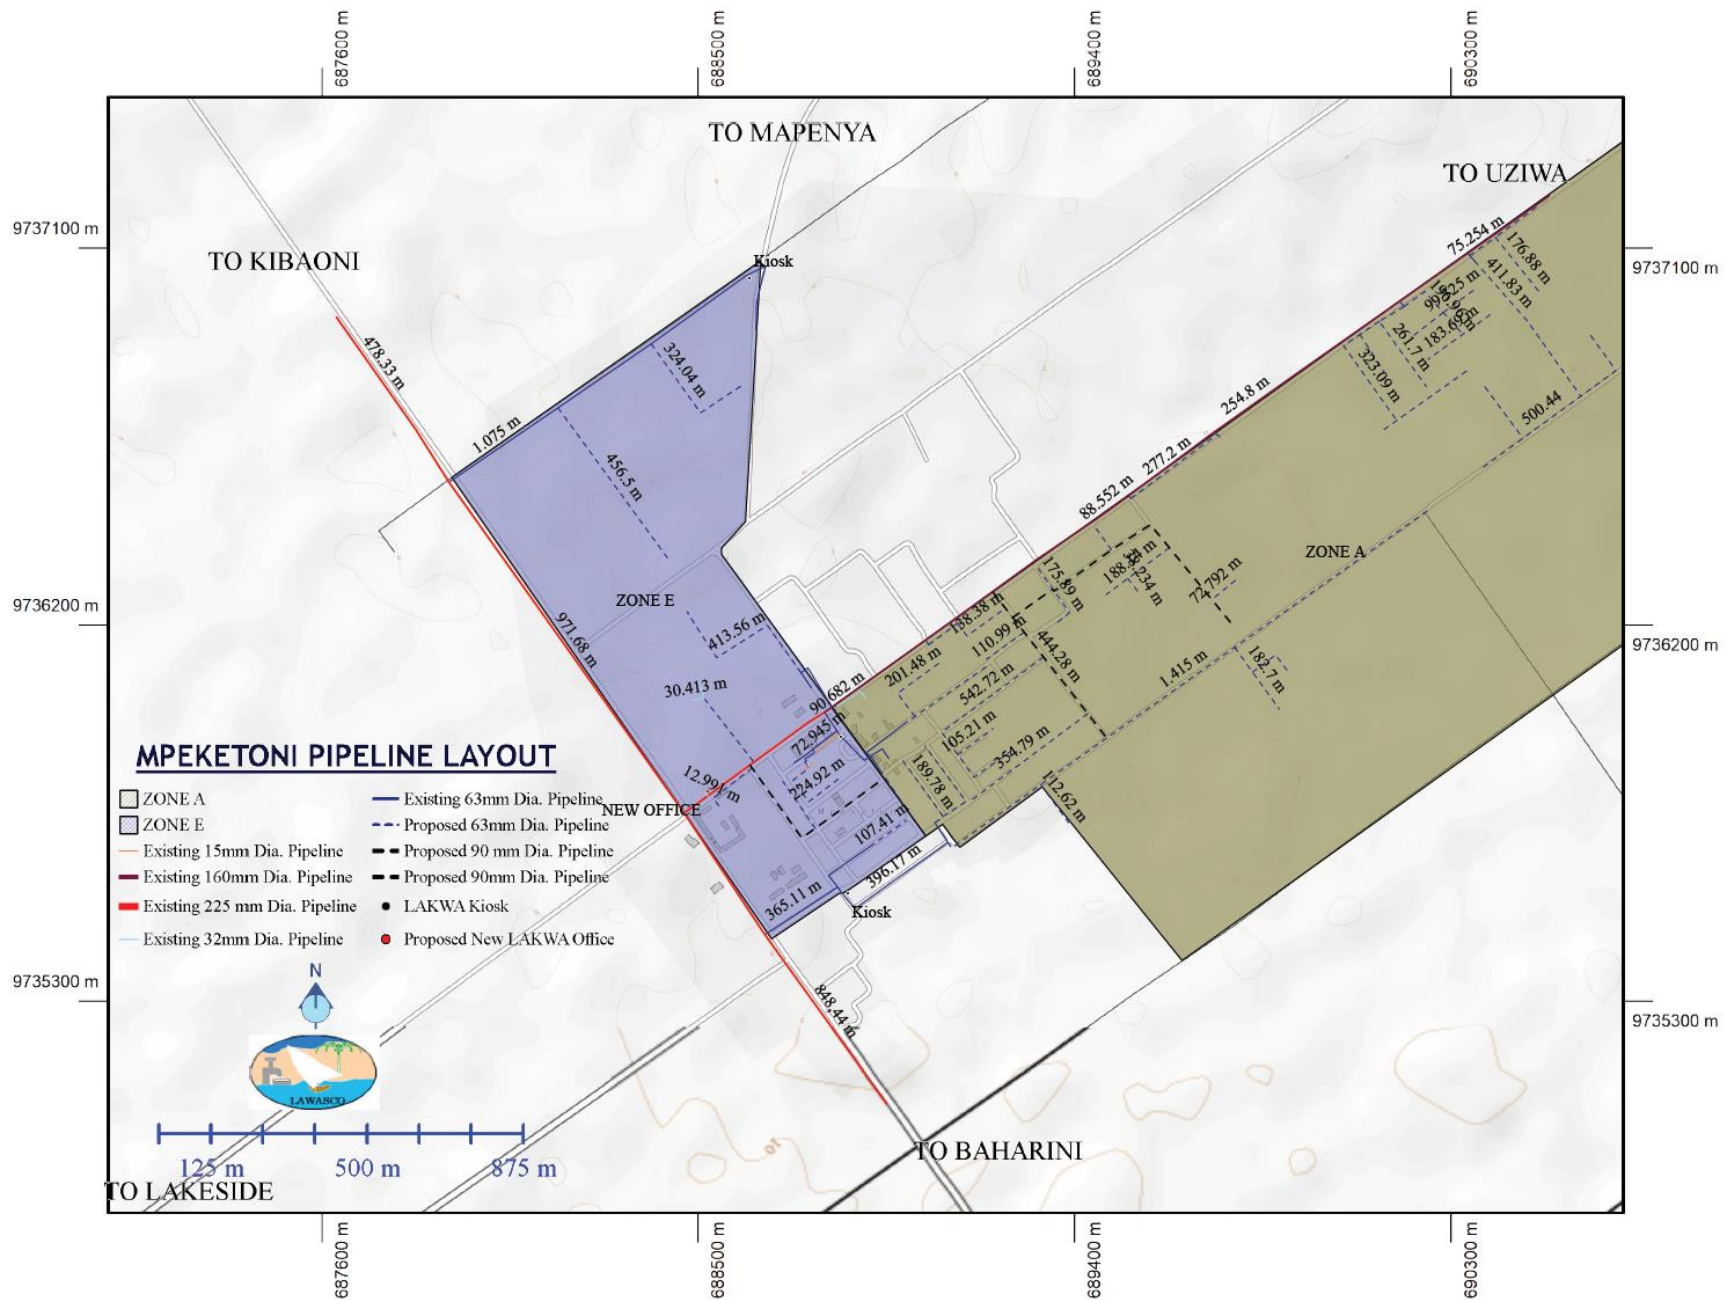 687600 m
688500 m
689400 m
690300 m
TO MAPENYA
TO UZIWA
9737100 m
TO KIBAONI
Kiosk
75.254 m
176.88 m
9737100 m
411.83 m
183.69 m
261.7 m
323.09 m
478.33 m
324.04 m
254.8 m
500.44
1.075 m
277.2 m
456.5 m
88.552 m
ZONE A
175.89 m
234 m
72.792 m
9736200 m
ZONE E
138.38 m
971.68 m
413.56 m
110.99 m
444.28 m
9736200 m
201.48 m
182.7 m
30.413 m
90.682 m
542.72 m
1.415 m
72.945 m
105.21 m
354.79 m
MPEKETONI PIPELINE LAYOUT
224.92 m
189.78 m
112.62 m
NEW OFFICE
107.41 m
396.17 m
365.11 m
Kiosk
ZONE A
ZONE E
Existing 15mm Dia. Pipeline
Existing 160mm Dia. Pipeline
Existing 225 mm Dia. Pipeline
Existing 32mm Dia. Pipeline
Existing 63mm Dia. Pipeline
Proposed 63mm Dia. Pipeline
Proposed 90 mm Dia. Pipeline
Proposed 90mm Dia. Pipeline
LAKWA Kiosk
Proposed New LAKWA Office
N
9735300 m
848.44 m
9735300 m
LAWASCO
10
125 m
500 m
875 m
TO BAHARINI
TO LAKESIDE
687600 m
688500 m
689400 m
690300 m